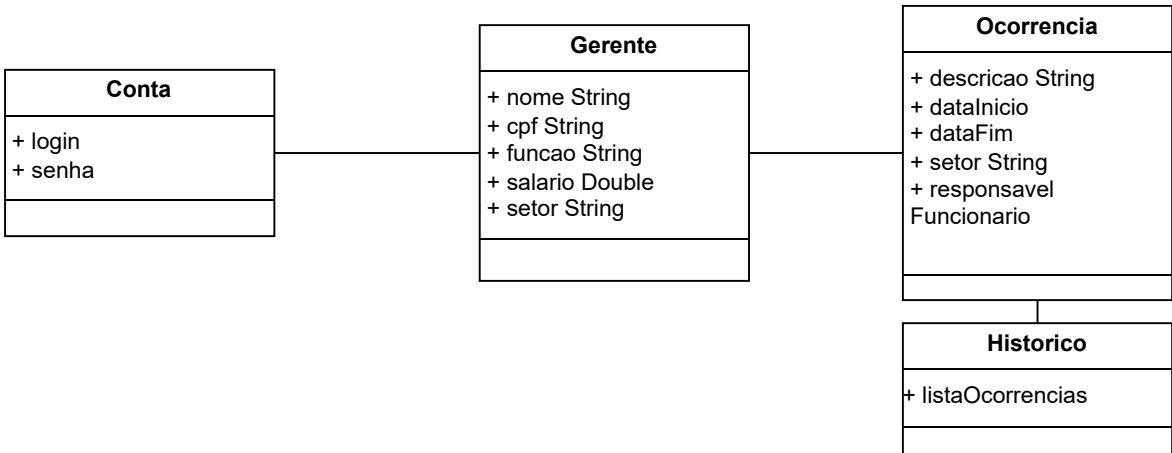 Conta
+ login
+ senha
Gerente
+ nome String
+ cpf String
+ funcao String
+ salario Double
+ setor String
Ocorrencia
+ descricao String
+ dataInicio
+ dataFim
+ setor String
+ responsavel
Funcionario
Historico
+ listaOcorrencias